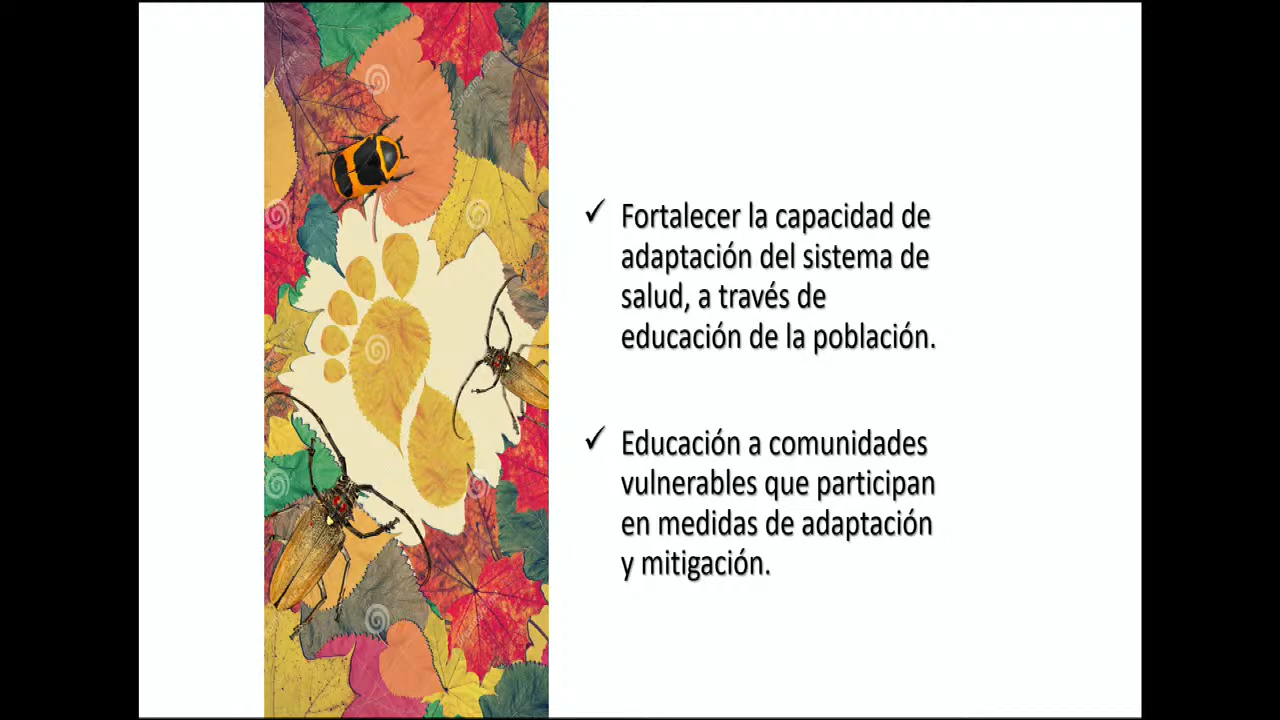 ✓ Fortalecer la capacidad de
adaptación del sistema de
salud, a través de
educación de la población.
✓ Educación a comunidades
vulnerables que participan
en medidas de adaptación
y mitigación.